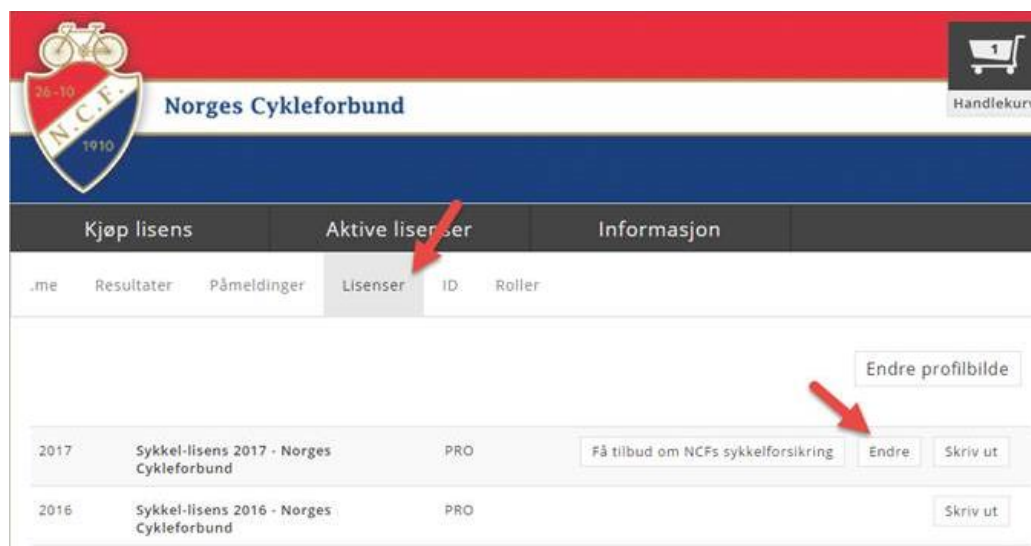 26-10
N.C.F.
1910
Norges Cykleforbund
1
Handlekurv
Kjøp lisens Aktive lisenser Informasjon
.me Resultater Påmeldinger Lisenser ID Roller
Endre profilbilde
2017 Sykkel-lisens 2017 - Norges Cykleforbund PRO Få tilbud om NCFs sykkelforsikring Endre Skriv ut
2016 Sykkel-lisens 2016 - Norges Cykleforbund PRO Skriv ut